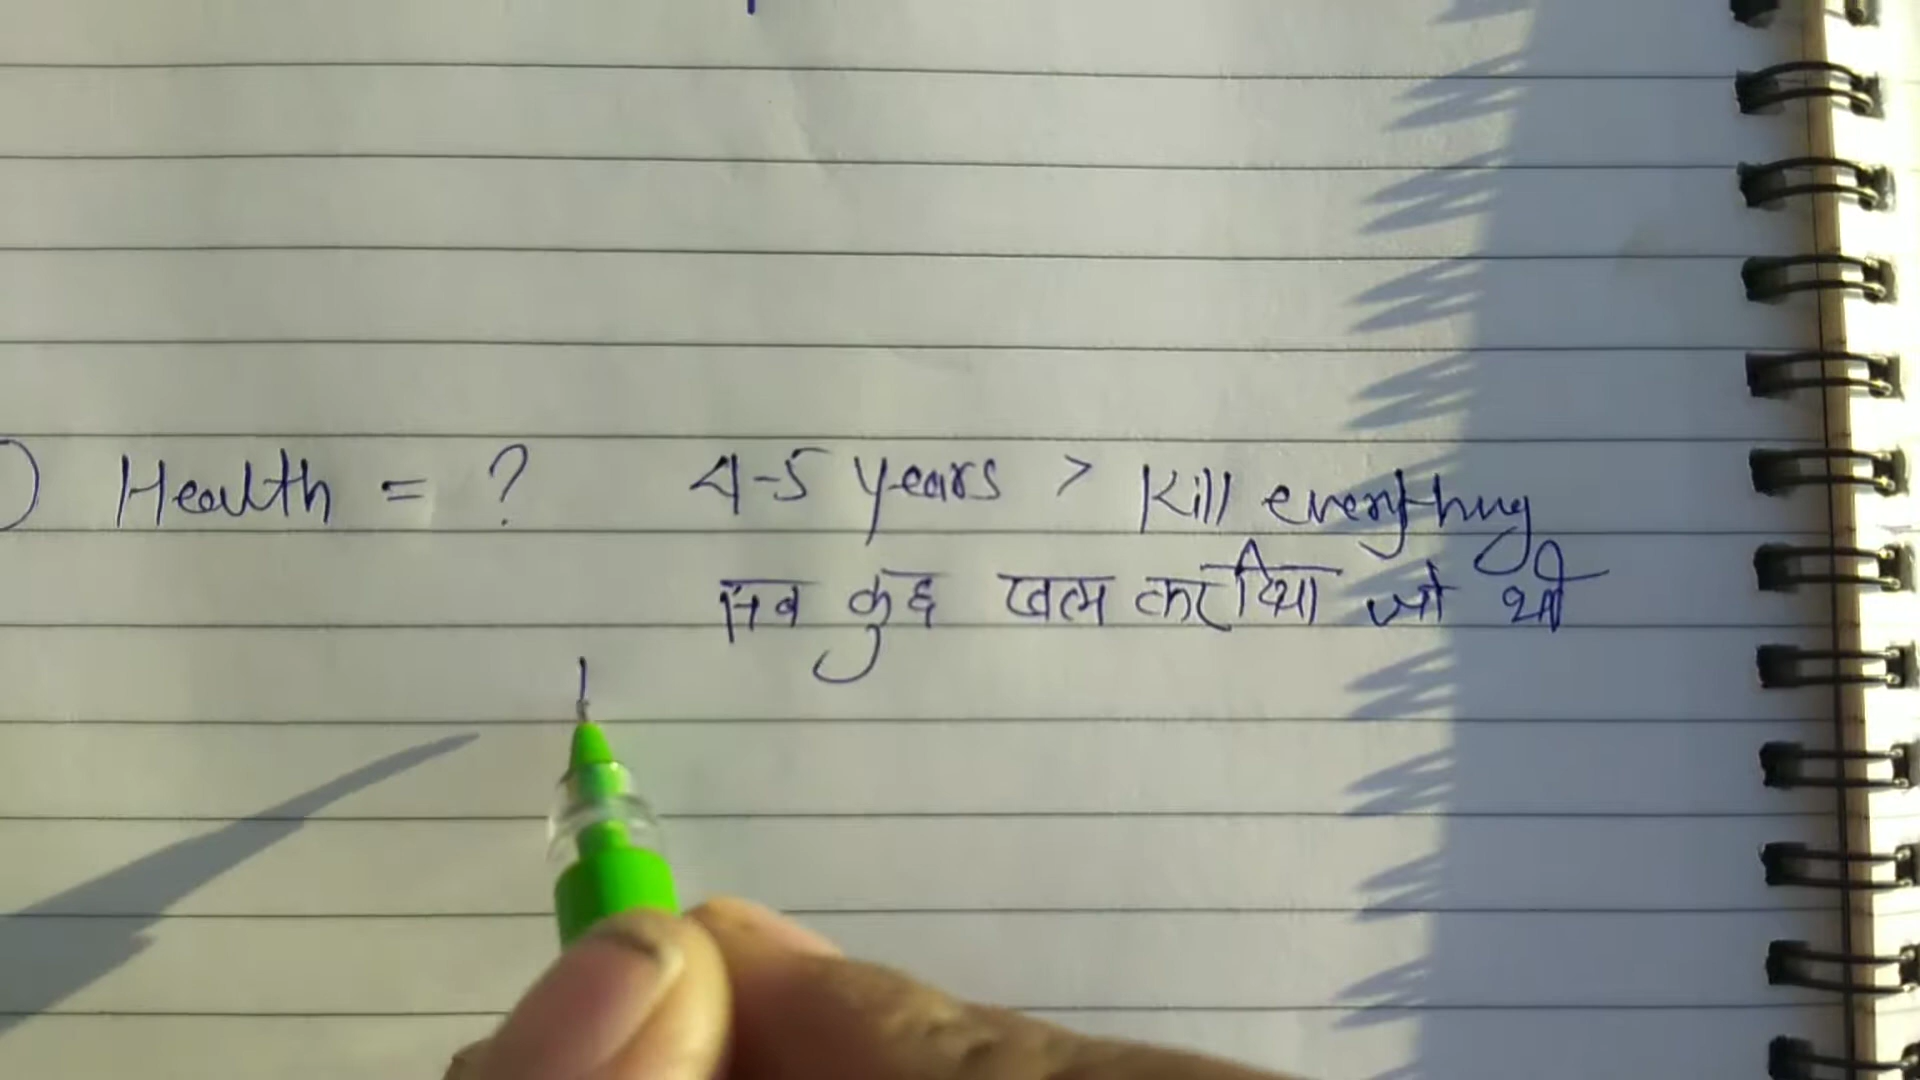 ) Health = ? 4-5 years > Kill everything
सब कुछ खत्म कर दिया जो थी